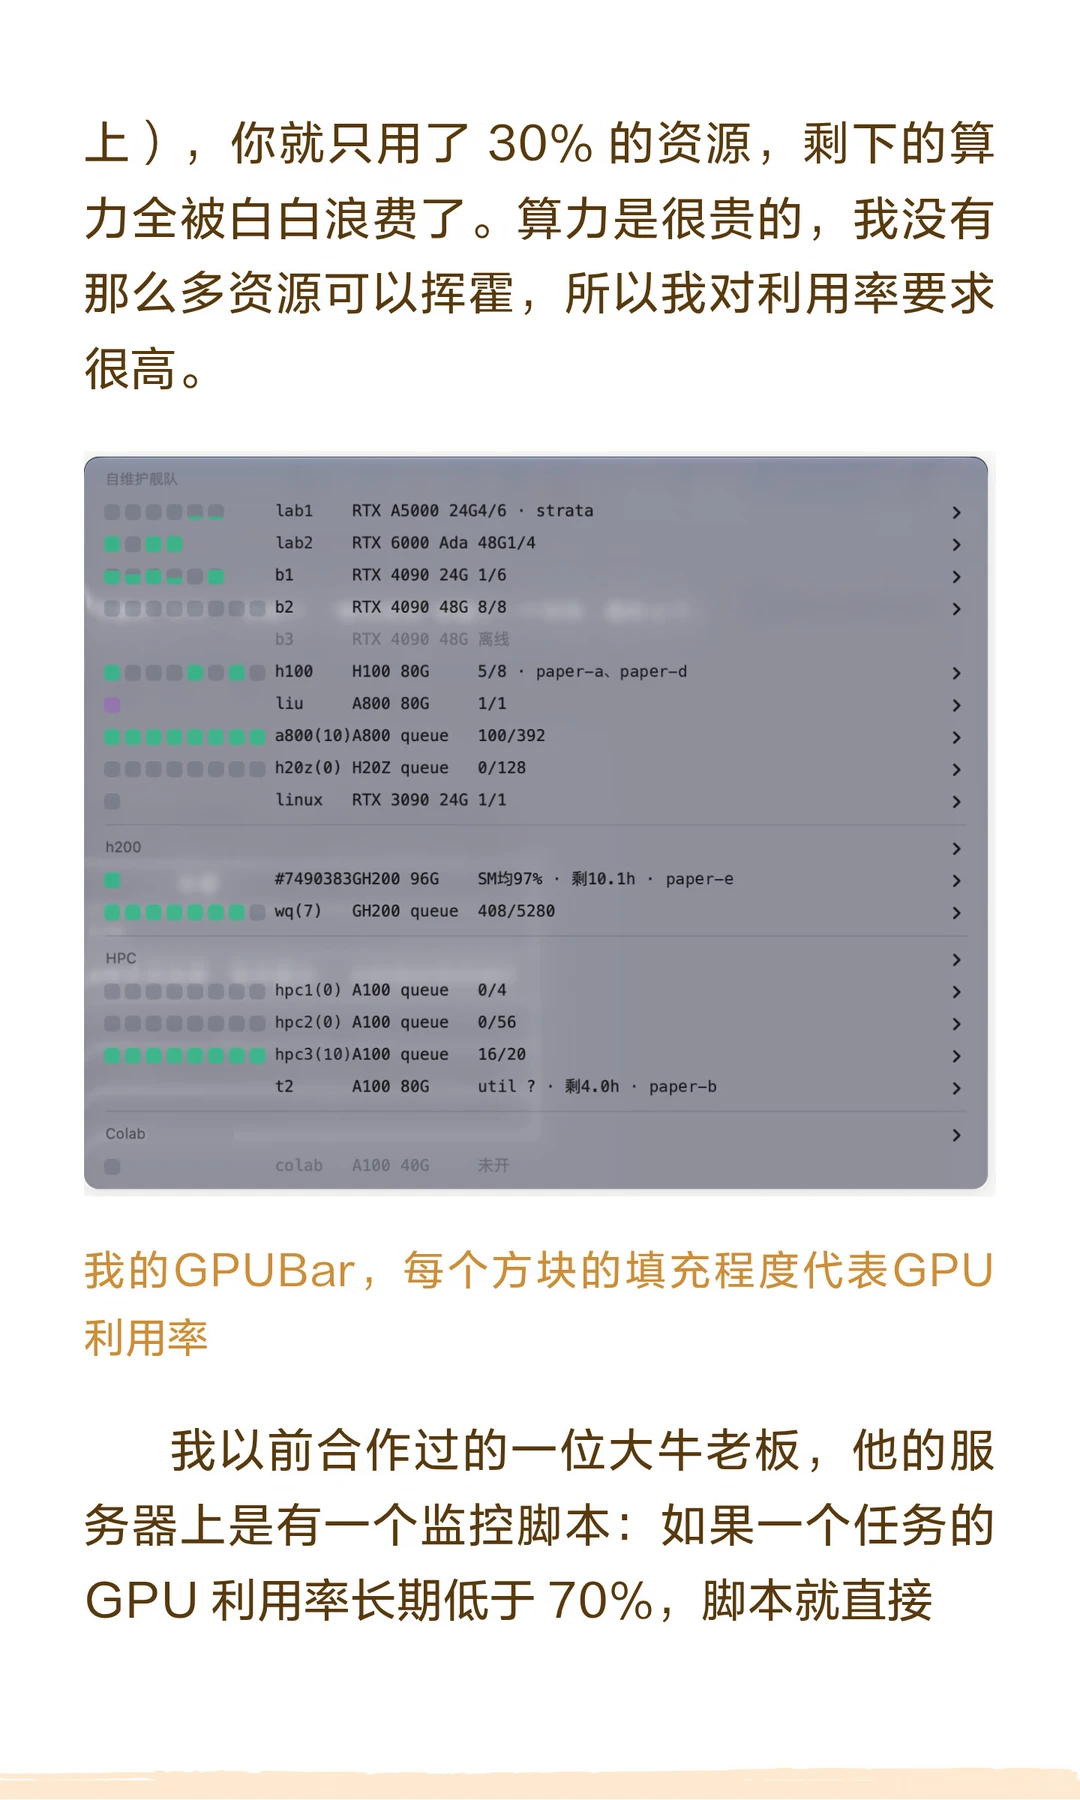 上），你就只用了 30% 的资源，剩下的算
力全被白白浪费了。算力是很贵的，我没有
那么多资源可以挥霍，所以我对利用率要求
很高。
自维护舰队
lab1 RTX A5000 24G4/6 · strata
lab2 RTX 6000 Ada 48G1/4
b1 RTX 4090 24G 1/6
b2 RTX 4090 48G 8/8
b3 RTX 4090 48G 离线
h100 H100 80G 5/8 · paper-a、paper-d
liu A800 80G 1/1
a800(10)A800 queue 100/392
h20z(0) H20Z queue 0/128
linux RTX 3090 24G 1/1
h200
#7490383GH200 96G SM均97% · 剩10.1h · paper-e
wq(7) GH200 queue 408/5280
HPC
hpc1(0) A100 queue 0/4
hpc2(0) A100 queue 0/56
hpc3(10)A100 queue 16/20
t2 A100 80G util ? · 剩4.0h · paper-b
Colab
colab A100 40G 未开
我的GPUBar，每个方块的填充程度代表GPU
利用率
我以前合作过的一位大牛老板，他的服
务器上是有一个监控脚本：如果一个任务的
GPU 利用率长期低于 70%，脚本就直接